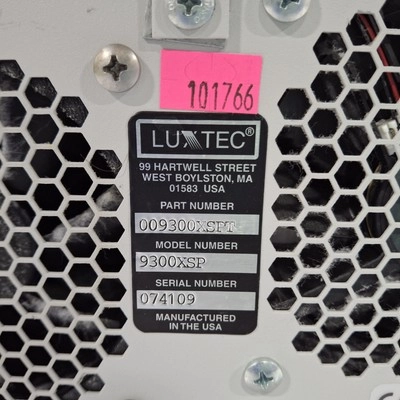 101766
LUXTEC®
99 HARTWELL STREET
WEST BOYLSTON, MA
01583 USA
PART NUMBER
009300XSPT
MODEL NUMBER
9300XSP
SERIAL NUMBER
074109
MANUFACTURED
IN THE USA